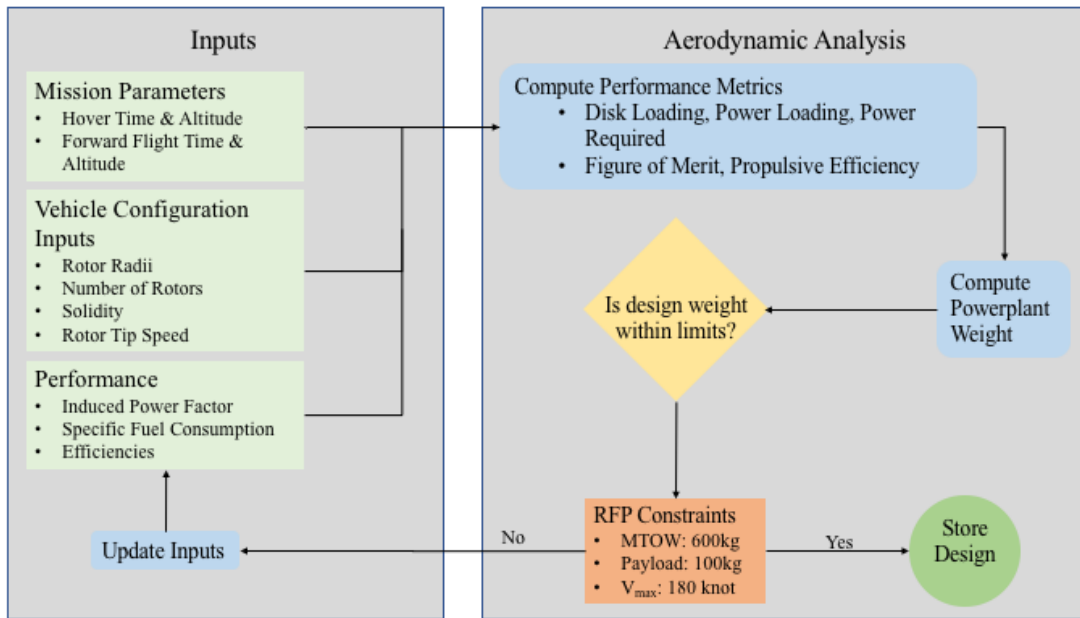 Inputs
Mission Parameters
• Hover Time & Altitude
• Forward Flight Time &
Altitude
Vehicle Configuration
Inputs
• Rotor Radii
• Number of Rotors
• Solidity
• Rotor Tip Speed
Performance
• Induced Power Factor
• Specific Fuel Consumption
• Efficiencies
Update Inputs
Aerodynamic Analysis
Compute Performance Metrics
• Disk Loading, Power Loading, Power
Required
• Figure of Merit, Propulsive Efficiency
Compute
Powerplant
Weight
Is design weight
within limits?
RFP Constraints
• MTOW: 600kg
• Payload: 100kg
• Vmax: 180 knot
No
Yes
Store
Design